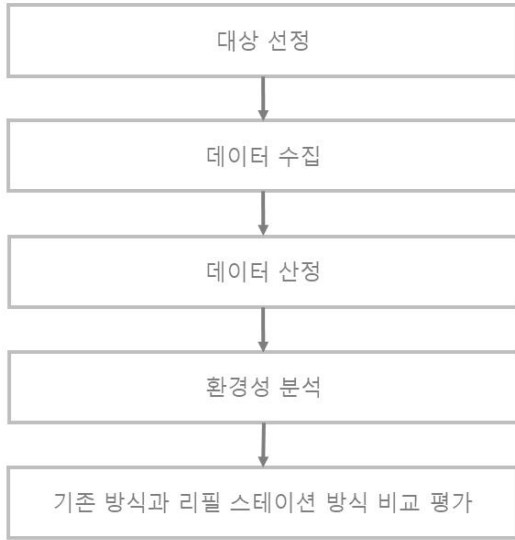 대상 선정
데이터 수집
데이터 산정
환경성 분석
기존 방식과 리필 스테이션 방식 비교 평가